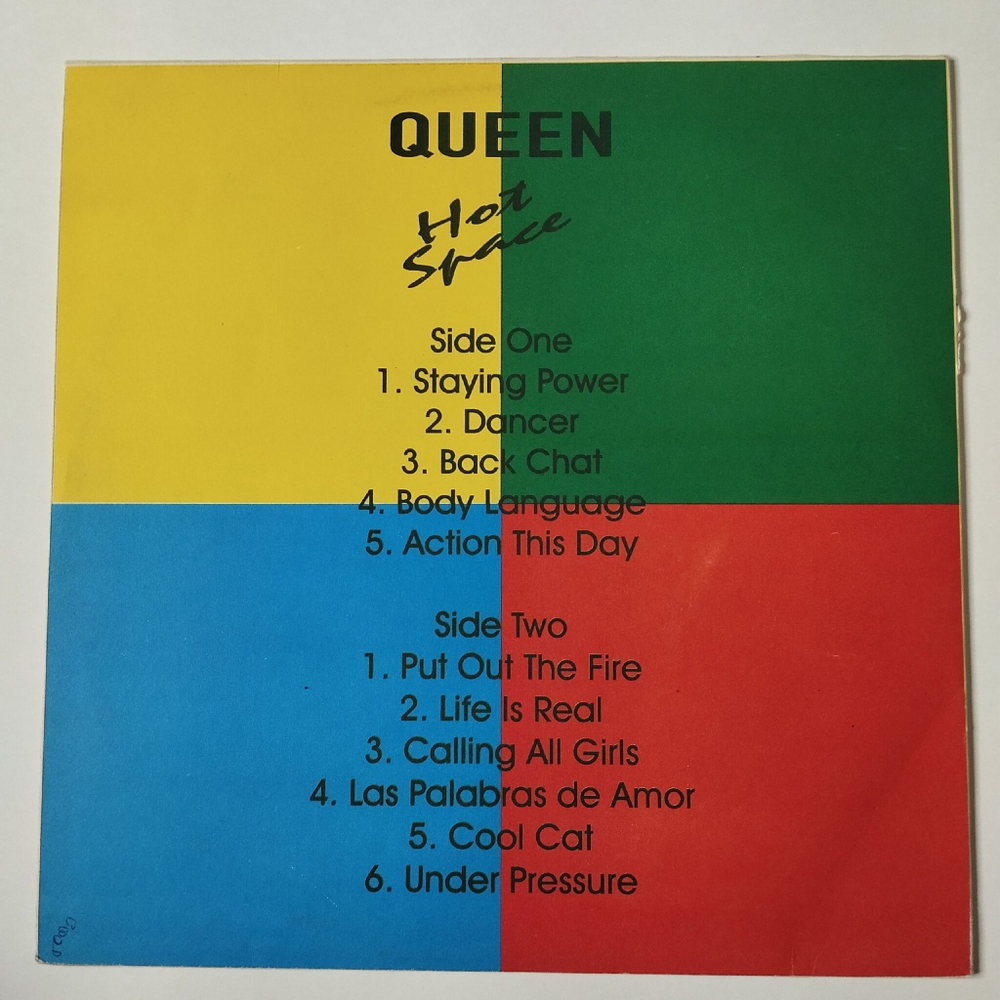 QUEEN
Hot
Space
Side One
1. Staying Power
2. Dancer
3. Back Chat
4. Body Language
5. Action This Day
Side Two
1. Put Out The Fire
2. Life Is Real
3. Calling All Girls
4. Las Palabras de Amor
5. Cool Cat
6. Under Pressure